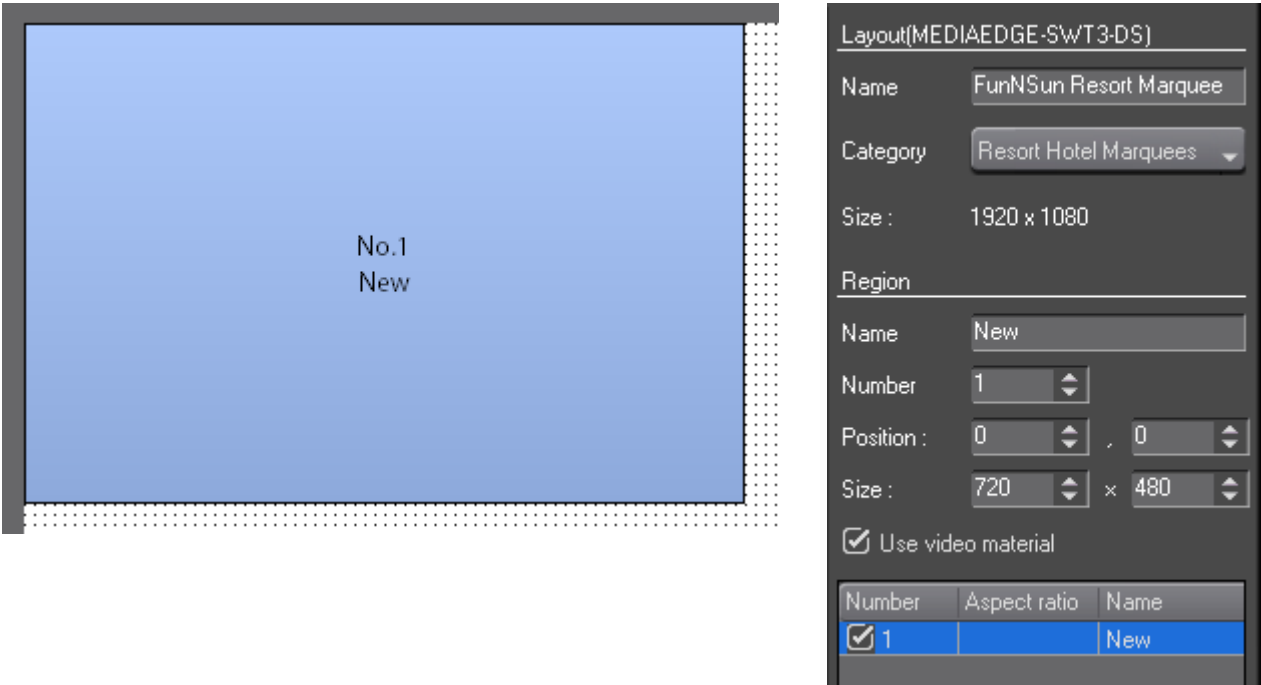 No.1
New
Layout(MEDIAEDGE-SWT3-DS)
Name FunNSun Resort Marquee
Category Resort Hotel Marquees
Size : 1920 x 1080
Region
Name New
Number 1
Position : 0 , 0
Size : 720 × 480
Use video material
Number Aspect ratio Name
1 New